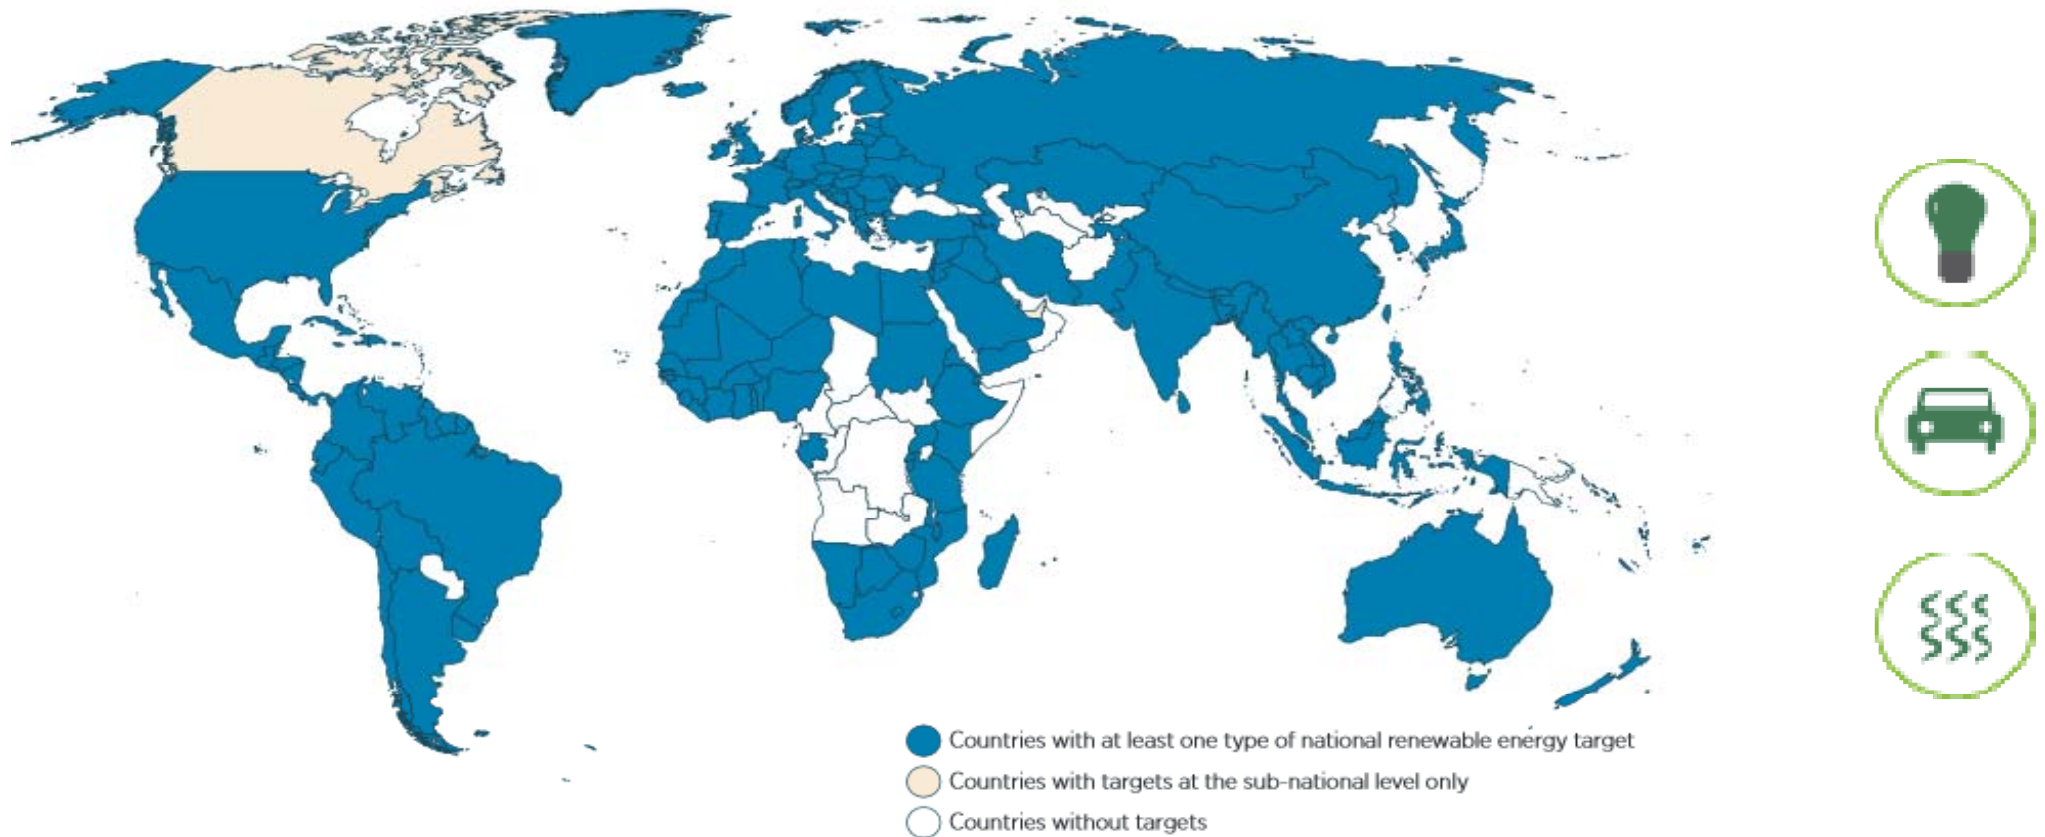 Countries with at least one type of national renewable energy target
Countries with targets at the sub-national level only
Countries without targets